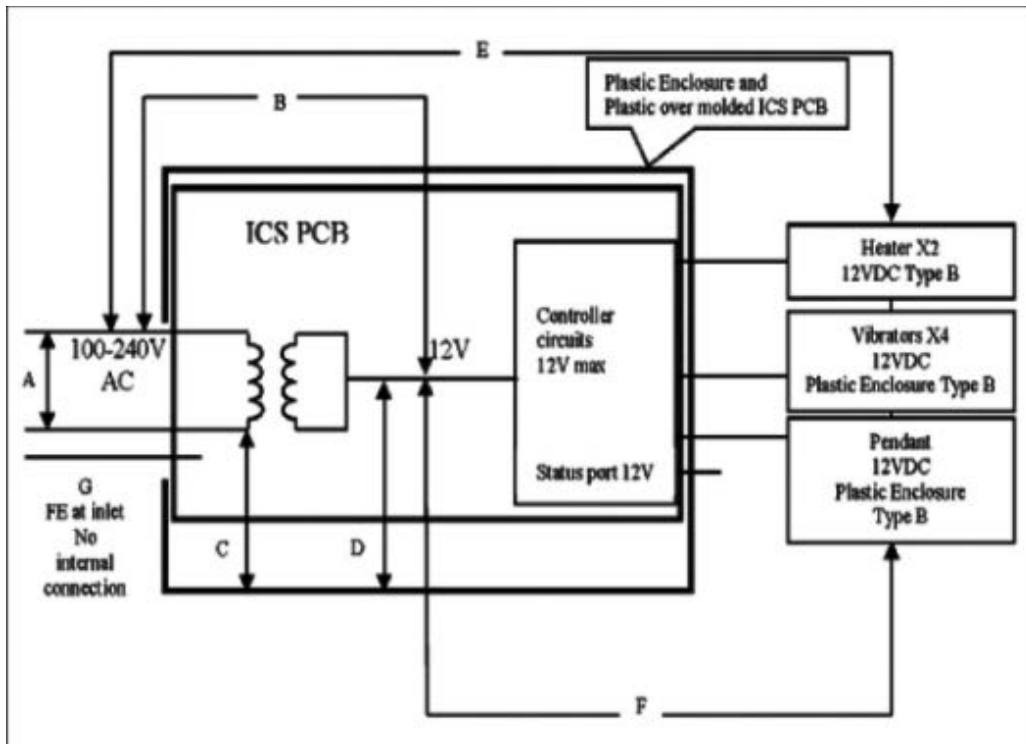 E
B
Plastic Enclosure and
Plastic over molded ICS PCB
ICS PCB
Heater X2
12VDC Type B
Controller
circuits
12V max
100-240V
AC
12V
A
Vibrators X4
12VDC
Plastic Enclosure Type B
Pendant
12VDC
Plastic Enclosure
Type B
Status port 12V
G
FE at inlet
No
internal
connection
C
D
F